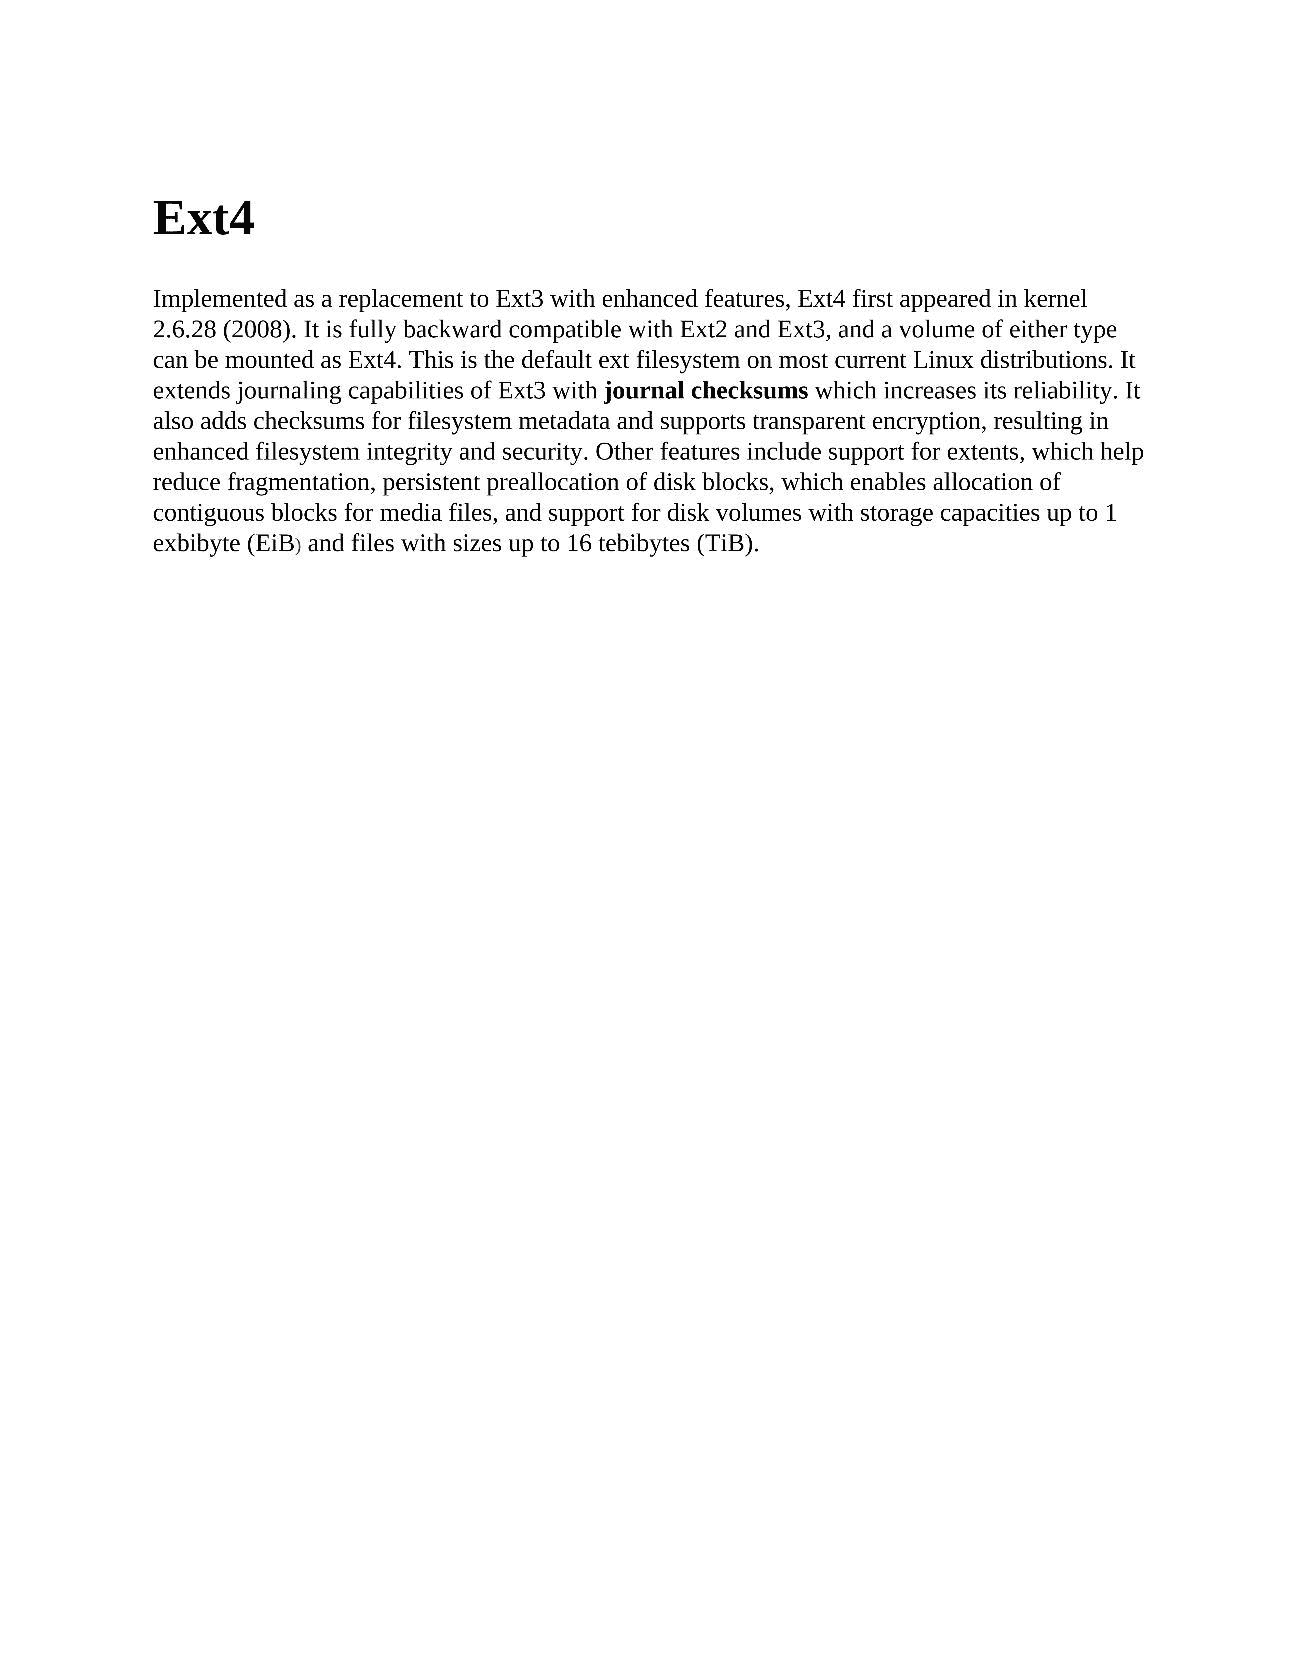 Ext4
Implemented as a replacement to Ext3 with enhanced features, Ext4 first appeared in kernel
2.6.28 (2008). It is fully backward compatible with Ext2 and Ext3, and a volume of either type
can be mounted as Ext4. This is the default ext filesystem on most current Linux distributions. It
extends journaling capabilities of Ext3 with journal checksums which increases its reliability. It
also adds checksums for filesystem metadata and supports transparent encryption, resulting in
enhanced filesystem integrity and security. Other features include support for extents, which help
reduce fragmentation, persistent preallocation of disk blocks, which enables allocation of
contiguous blocks for media files, and support for disk volumes with storage capacities up to 1
exbibyte (EiB) and files with sizes up to 16 tebibytes (TiB).